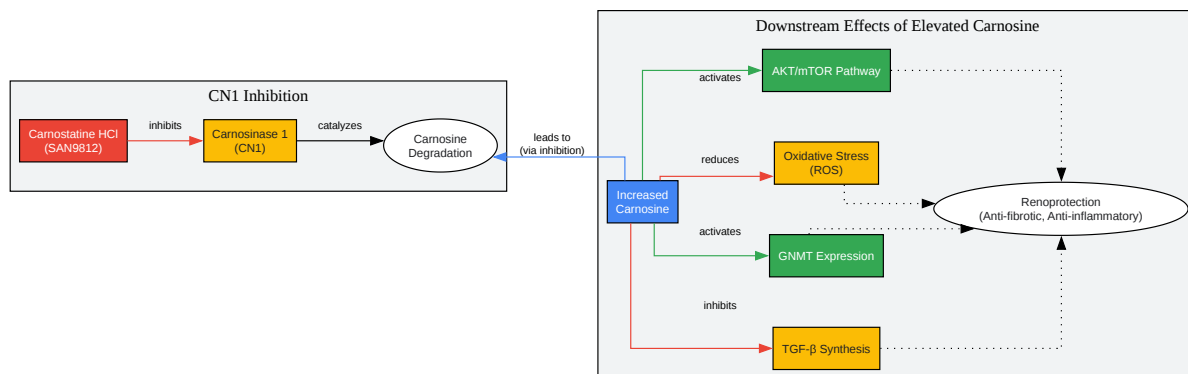 CN1 Inhibition
Carnostatine HCl
(SAN9812)
inhibits
Carnosinase 1
(CN1)
catalyzes
Carnosine
Degradation
leads to
(via inhibition)
Downstream Effects of Elevated Carnosine
Increased
Carnosine
activates
AKT/mTOR Pathway
reduces
Oxidative Stress
(ROS)
activates
GNMT Expression
inhibits
TGF-β Synthesis
Renoprotection
(Anti-fibrotic, Anti-inflammatory)